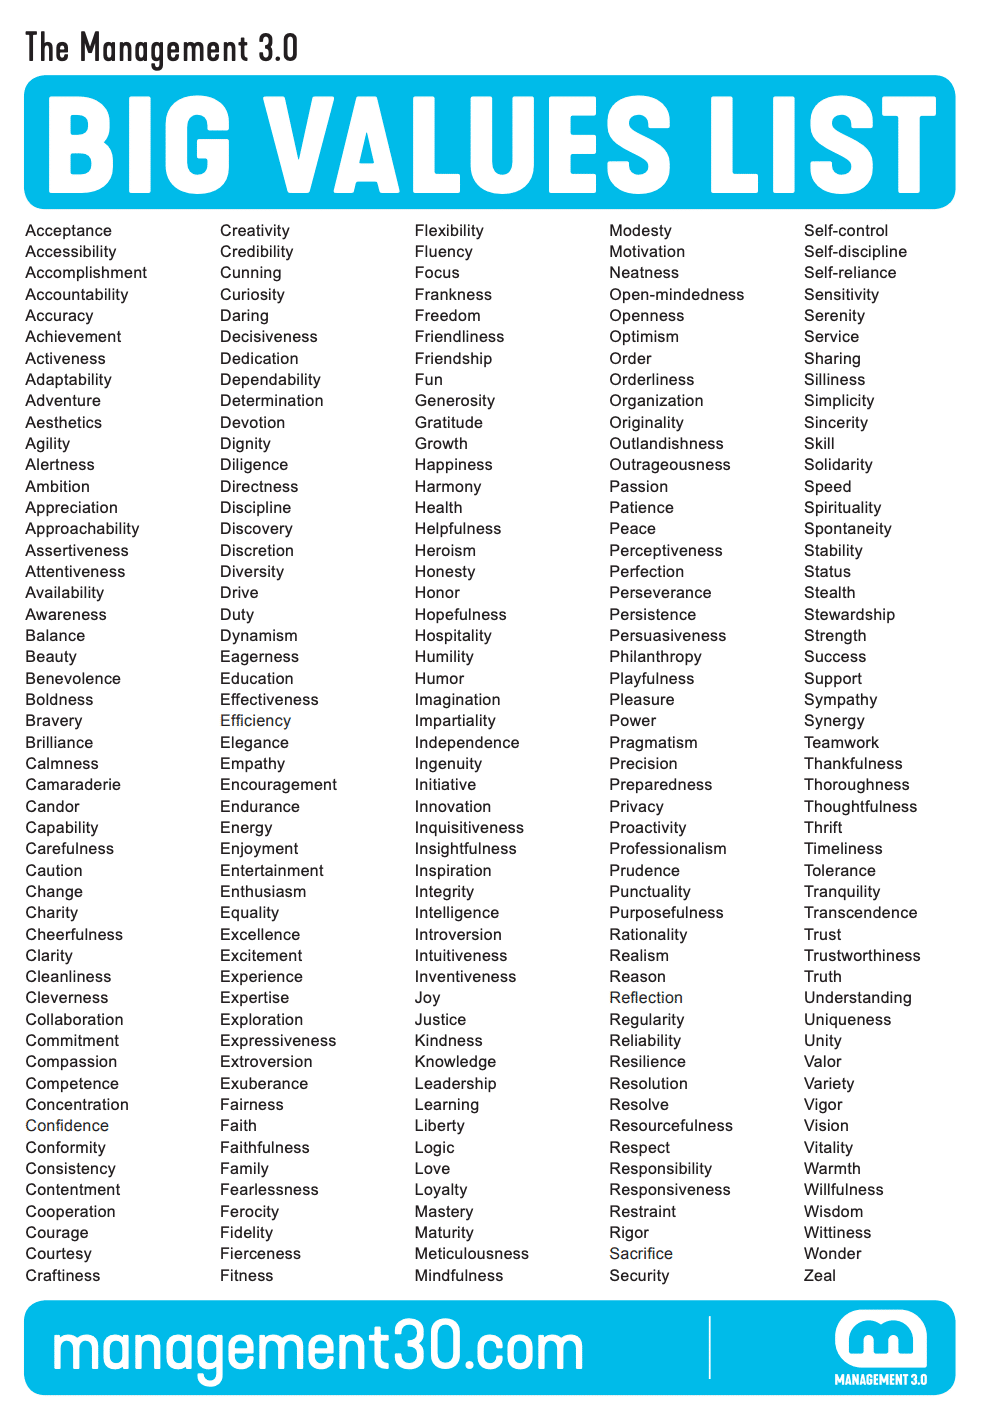 The Management 3.0
BIG VALUES LIST
Acceptance
Accessibility
Accomplishment
Accountability
Accuracy
Achievement
Activeness
Adaptability
Adventure
Aesthetics
Agility
Alertness
Ambition
Appreciation
Approachability
Assertiveness
Attentiveness
Availability
Awareness
Balance
Beauty
Benevolence
Boldness
Bravery
Brilliance
Calmness
Camaraderie
Candor
Capability
Carefulness
Caution
Change
Charity
Cheerfulness
Clarity
Cleanliness
Cleverness
Collaboration
Commitment
Compassion
Competence
Concentration
Confidence
Conformity
Consistency
Contentment
Cooperation
Courage
Courtesy
Craftiness
Creativity
Credibility
Cunning
Curiosity
Daring
Decisiveness
Dedication
Dependability
Determination
Devotion
Dignity
Diligence
Directness
Discipline
Discovery
Discretion
Diversity
Drive
Duty
Dynamism
Eagerness
Education
Effectiveness
Efficiency
Elegance
Empathy
Encouragement
Endurance
Energy
Enjoyment
Entertainment
Enthusiasm
Equality
Excellence
Excitement
Experience
Expertise
Exploration
Expressiveness
Extroversion
Exuberance
Fairness
Faith
Faithfulness
Family
Fearlessness
Ferocity
Fidelity
Fierceness
Fitness
Flexibility
Fluency
Focus
Frankness
Freedom
Friendliness
Friendship
Fun
Generosity
Gratitude
Growth
Happiness
Harmony
Health
Helpfulness
Heroism
Honesty
Honor
Hopefulness
Hospitality
Humility
Humor
Imagination
Impartiality
Independence
Ingenuity
Initiative
Innovation
Inquisitiveness
Insightfulness
Inspiration
Integrity
Intelligence
Introversion
Intuitiveness
Inventiveness
Joy
Justice
Kindness
Knowledge
Leadership
Learning
Liberty
Logic
Love
Loyalty
Mastery
Maturity
Meticulousness
Mindfulness
Modesty
Motivation
Neatness
Open-mindedness
Openness
Optimism
Order
Orderliness
Organization
Originality
Outlandishness
Outrageousness
Passion
Patience
Peace
Perceptiveness
Perfection
Perseverance
Persistence
Persuasiveness
Philanthropy
Playfulness
Pleasure
Power
Pragmatism
Precision
Preparedness
Privacy
Proactivity
Professionalism
Prudence
Punctuality
Purposefulness
Rationality
Realism
Reason
Reflection
Regularity
Reliability
Resilience
Resolution
Resolve
Resourcefulness
Respect
Responsibility
Responsiveness
Restraint
Rigor
Sacrifice
Security
Self-control
Self-discipline
Self-reliance
Sensitivity
Serenity
Service
Sharing
Silliness
Simplicity
Sincerity
Skill
Solidarity
Speed
Spirituality
Spontaneity
Stability
Status
Stealth
Stewardship
Strength
Success
Support
Sympathy
Synergy
Teamwork
Thankfulness
Thoroughness
Thoughtfulness
Thrift
Timeliness
Tolerance
Tranquility
Transcendence
Trust
Trustworthiness
Truth
Understanding
Uniqueness
Unity
Valor
Variety
Vigor
Vision
Vitality
Warmth
Willfulness
Wisdom
Wittiness
Wonder
Zeal
management30.com
m
MANAGEMENT 3.0